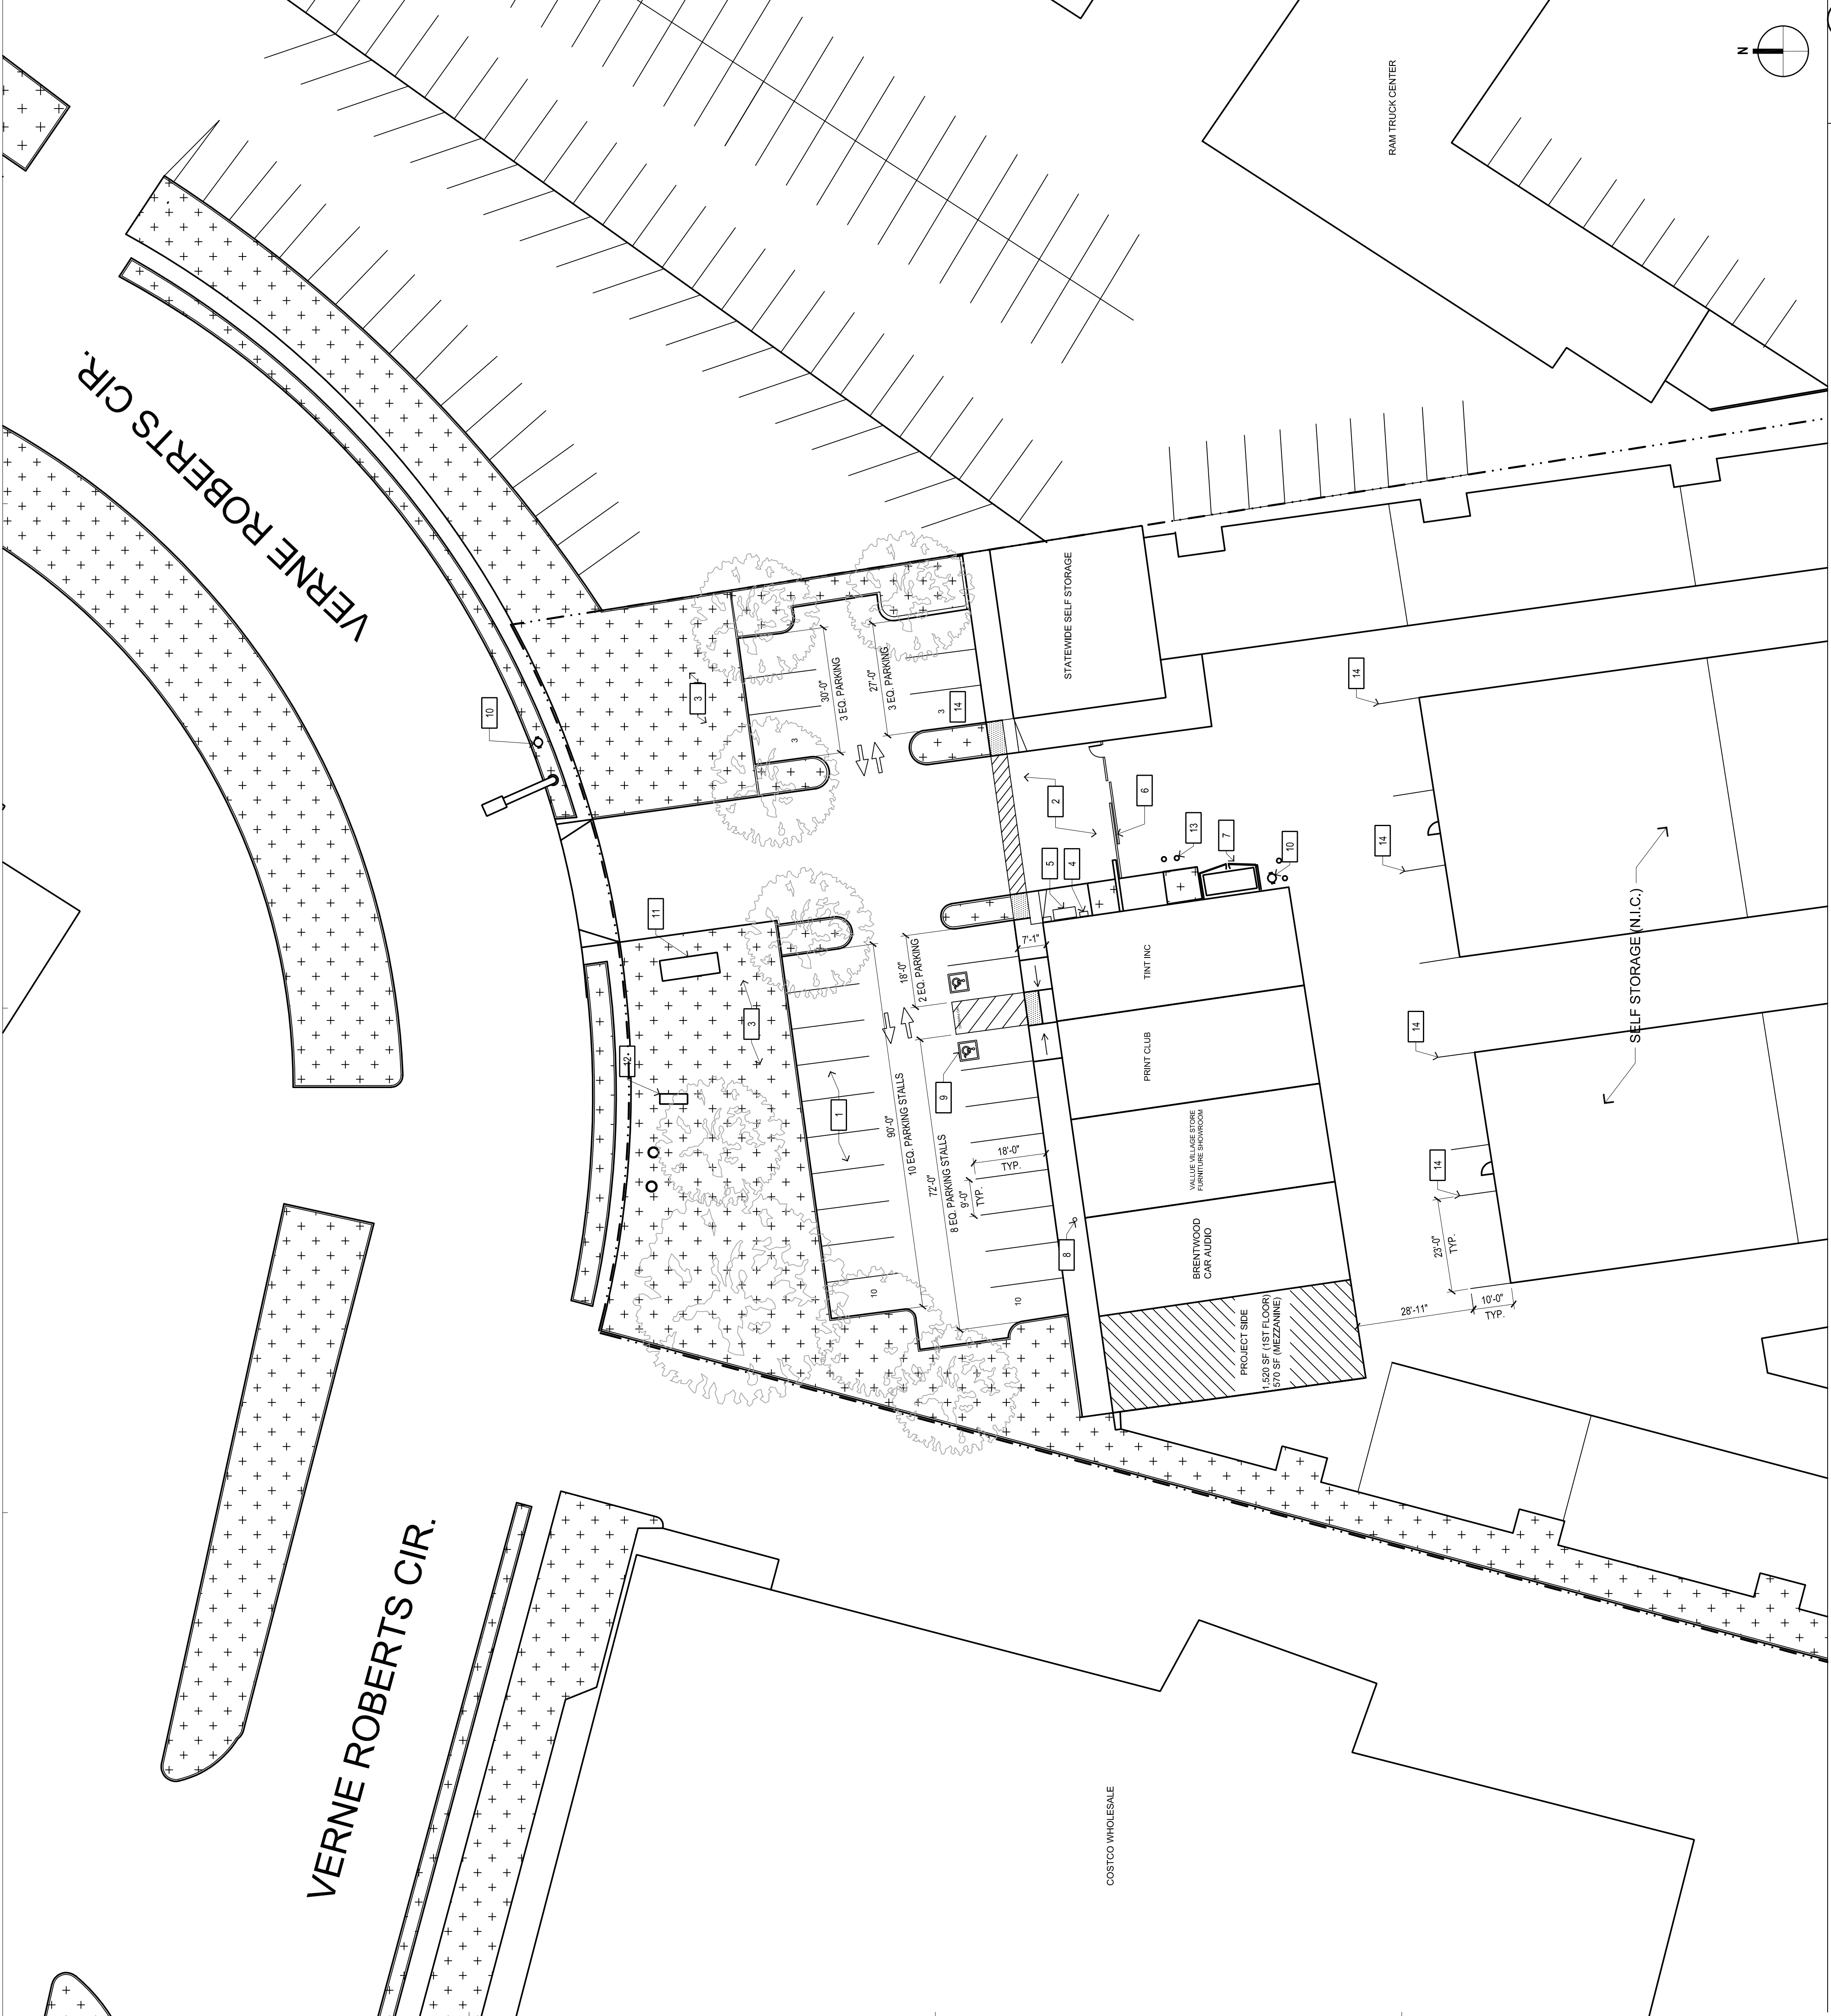 VERNE ROBERTS CIR.
VERNE ROBERTS CIR.
N
RAM TRUCK CENTER
STATEWIDE SELF STORAGE
COSTCO WHOLESALE
SELF STORAGE (N.I.C.)
TINT INC
PRINT CLUB
VALLUE VILLAGE STORE
FURNITURE SHOWROOM
BRENTWOOD
CAR AUDIO
PROJECT SIDE
1,520 SF (1ST FLOOR)
570 SF (MEZZANINE)
30'-0"
3 EQ. PARKING
27'-0"
3 EQ. PARKING
18'-0"
2 EQ. PARKING
90'-0"
10 EQ. PARKING STALLS
72'-0"
8 EQ. PARKING STALLS
9'-0"
TYP.
18'-0"
TYP.
7'-1"
23'-0"
TYP.
28'-11"
10'-0"
TYP.
10
3
3
3
14
2
6
5
4
13
7
10
11
12
3
1
9
8
10
10
14
14
14
14